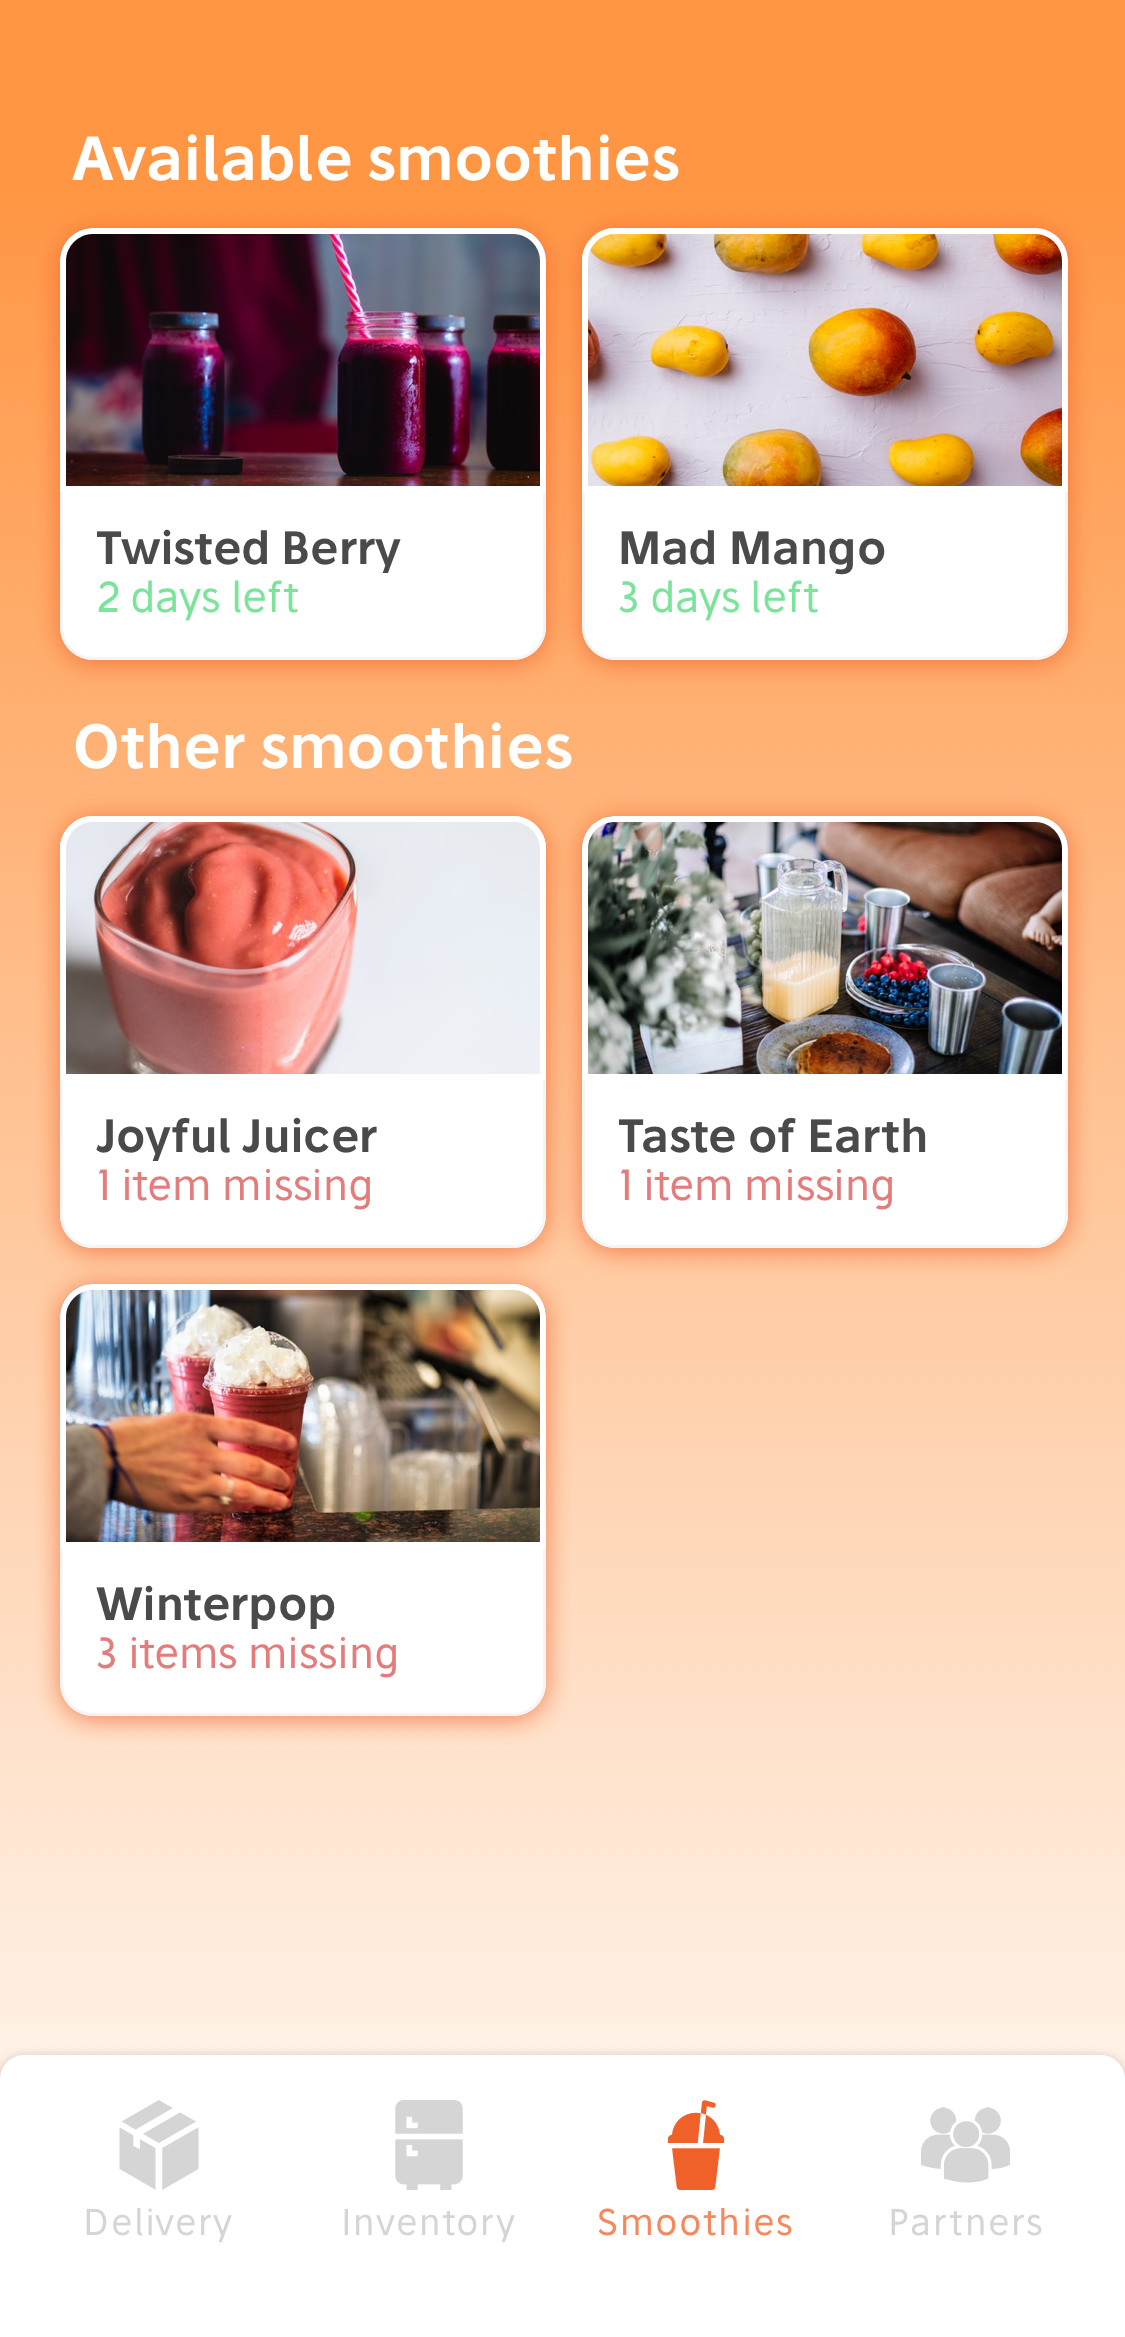 Available smoothies
Twisted Berry
2 days left
Mad Mango
3 days left
Other smoothies
Joyful Juicer
1 item missing
Taste of Earth
1 item missing
Winterpop
3 items missing
Delivery
Inventory
Smoothies
Partners